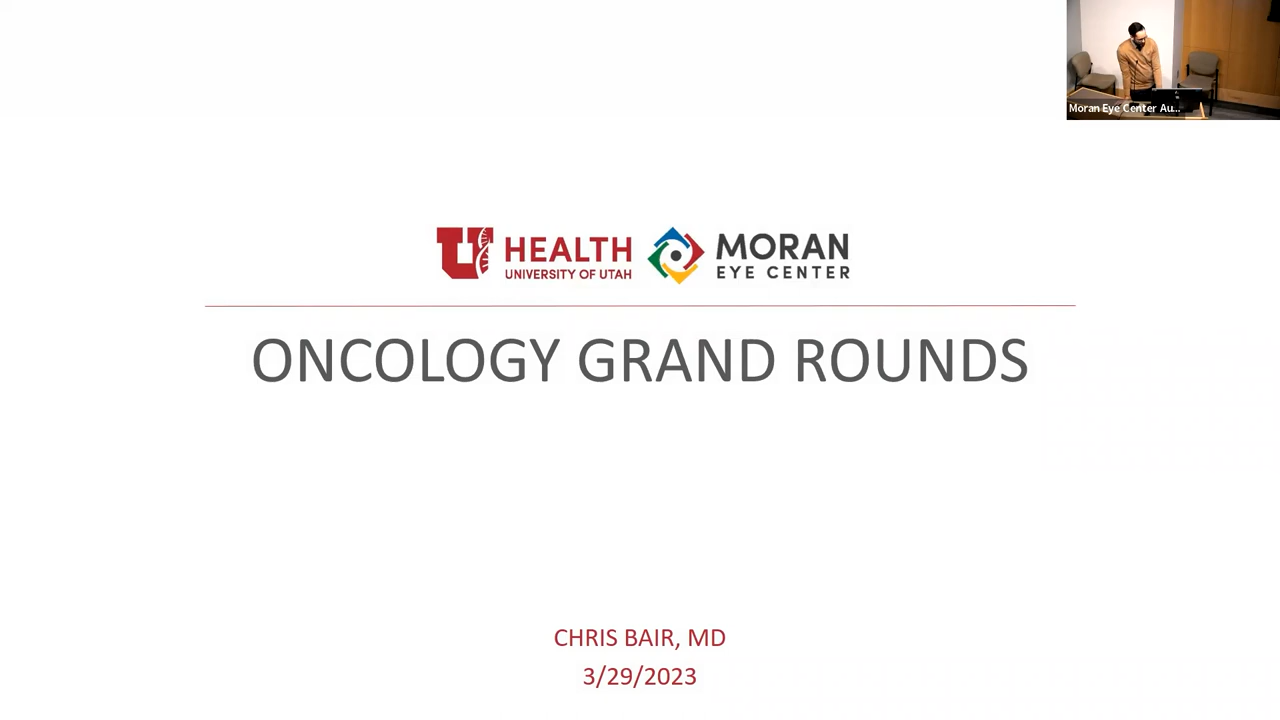 Moran Eye Center Au...
HEALTH
UNIVERSITY OF UTAH
MORAN
EYE CENTER
ONCOLOGY GRAND ROUNDS
CHRIS BAIR, MD
3/29/2023